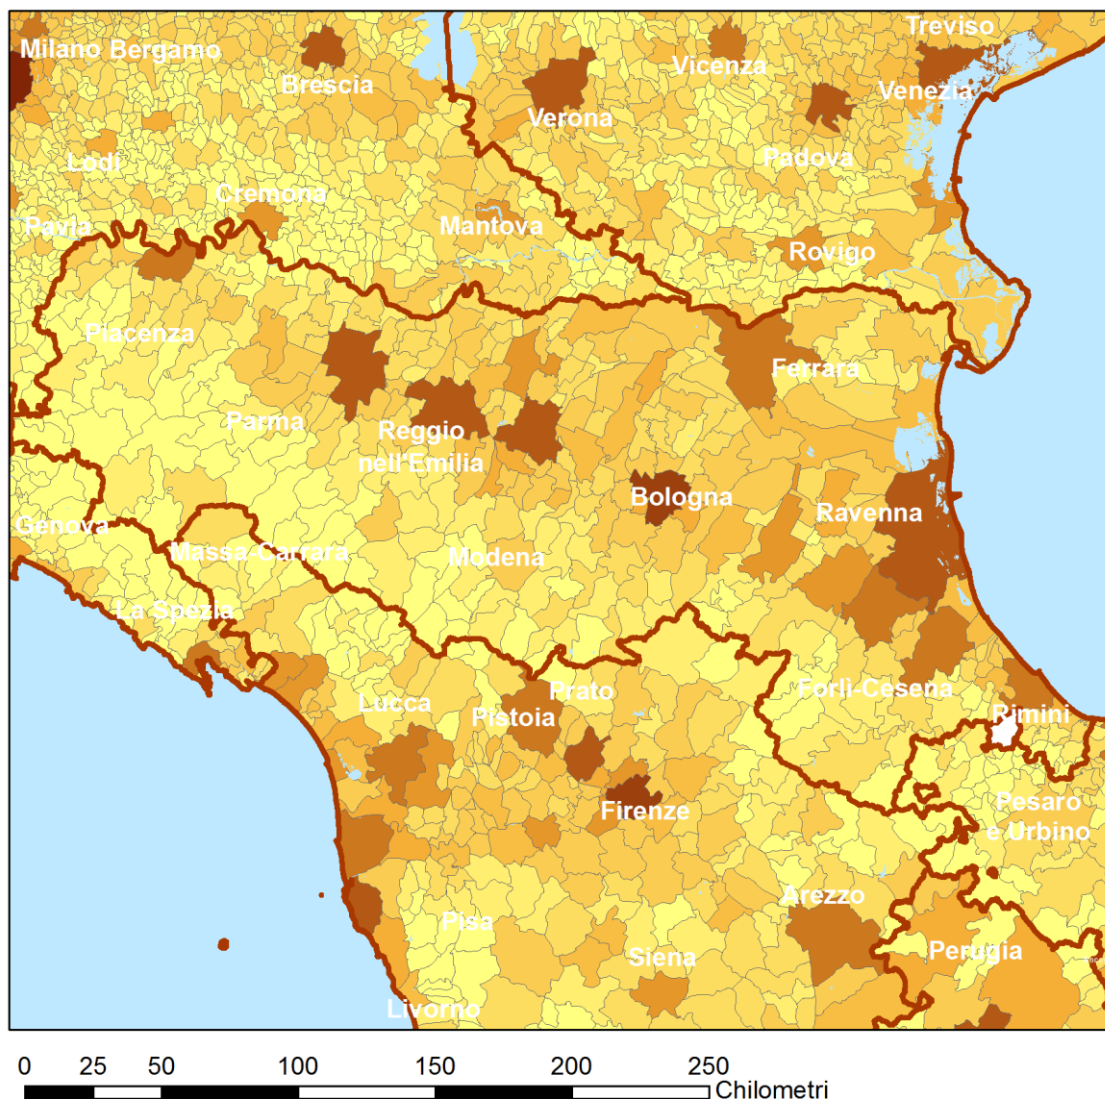 Treviso
Milano Bergamo
Vicenza
Brescia
Venezia
Verona
Lodi
Padova
Cremona
Pavia
Mantova
Rovigo
Piacenza
Ferrara
Parma
Reggio
nell'Emilia
Bologna
Ravenna
Genova
Massa-Carrara
Modena
La Spezia
Prato
Forlì-Cesena
Lucca
Pistoia
Rimini
Firenze
Pesaro
e Urbino
Arezzo
Pisa
Siena
Perugia
Livorno
0 25 50 100 150 200 250
Chilometri